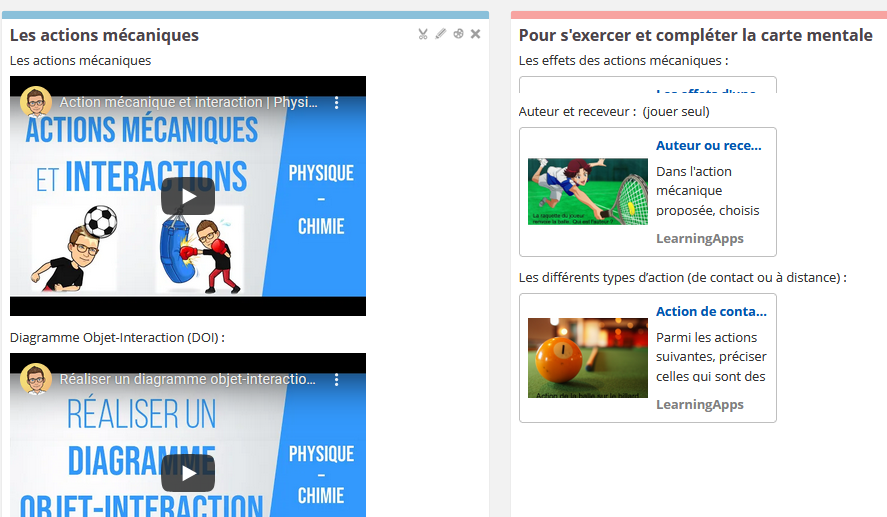 Les actions mécaniques
Les actions mécaniques
Action mécanique et interaction | Physi...
ACTIONS MÉCANIQUES
ET INTERACTIONS
PHYSIQUE
–
CHIMIE
Diagramme Objet-Interaction (DOI) :
Réaliser un diagramme objet-interactio...
RÉALISER UN
DIAGRAMME
OBJET-INTERACTION
PHYSIQUE
–
CHIMIE
Pour s'exercer et compléter la carte mentale
Les effets des actions mécaniques :
Les effets d'une...
Auteur et receveur : (jouer seul)
Auteur ou rece...
Dans l'action
mécanique
proposée, choisis
LearningApps
La raquette du joueur
renvoie la balle. Qui est l'auteur ?
Les différents types d’action (de contact ou à distance) :
Action de conta...
Parmi les actions
suivantes, préciser
celles qui sont des
LearningApps
Action de la balle sur le billard